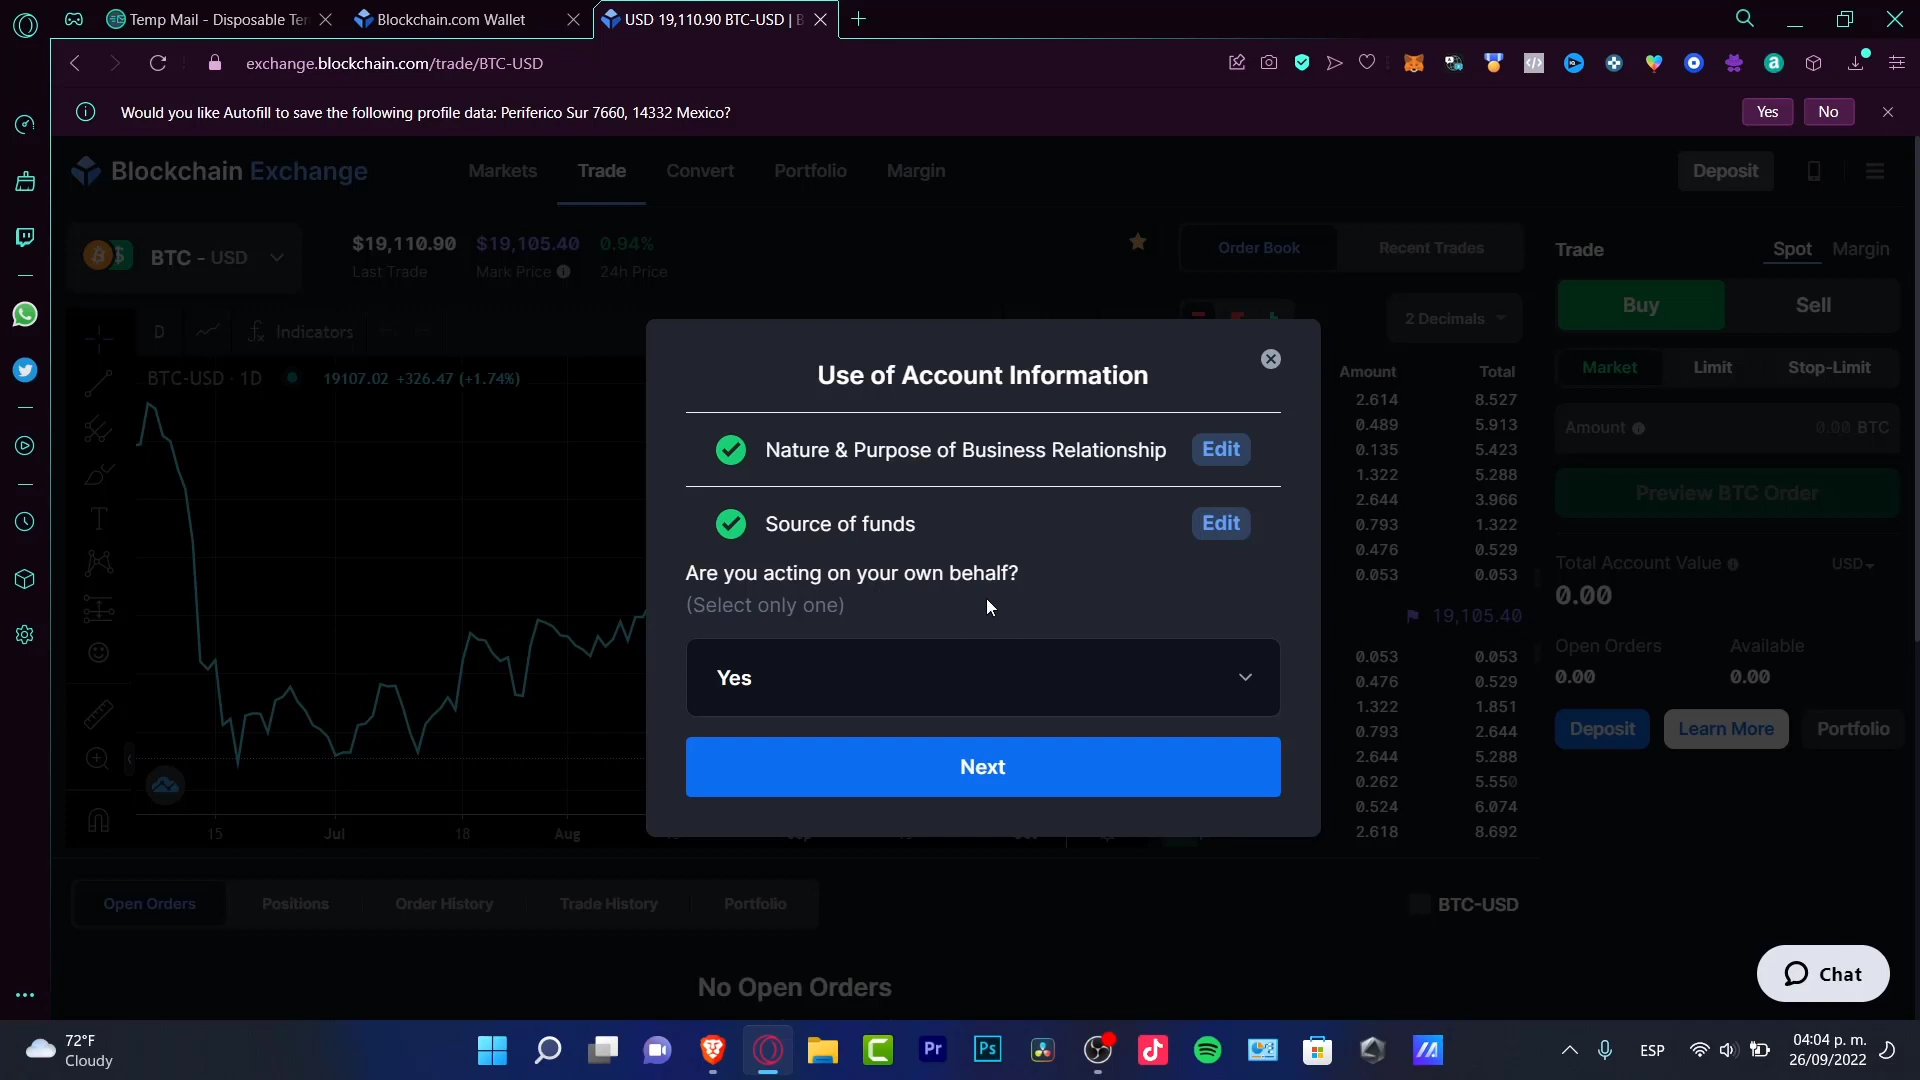 Temp Mail - Disposable Te
Blockchain.com Wallet
USD 19,110.90 BTC-USD | B
exchange.blockchain.com/trade/BTC-USD
Would you like Autofill to save the following profile data: Periferico Sur 7660, 14332 Mexico?
Yes
No
Blockchain Exchange
Markets
Trade
Convert
Portfolio
Margin
Deposit
BTC - USD
$19,110.90
Last Trade
$19,105.40
Mark Price
0.94%
24h Price
Order Book
Recent Trades
Trade
Spot
Margin
Buy
Sell
D
Indicators
2 Decimals
BTC-USD · 1D
19107.02 +326.47 (+1.74%)
Use of Account Information
Nature & Purpose of Business Relationship
Edit
Source of funds
Edit
Are you acting on your own behalf?
(Select only one)
Yes
Next
Amount Total
2.614 8.527
0.489 5.913
0.135 5.423
1.322 5.288
2.644 3.966
0.793 1.322
0.476 0.529
0.053 0.053
19,105.40
0.053 0.053
0.476 0.529
1.322 1.851
0.793 2.644
2.644 5.288
0.262 5.550
0.524 6.074
2.618 8.692
Market
Limit
Stop-Limit
Amount
0.00 BTC
Preview BTC Order
Total Account Value
USD
0.00
Open Orders
Available
0.00
0.00
Deposit
Learn More
Portfolio
15
Jul
18
Aug
Open Orders
Positions
Order History
Trade History
Portfolio
BTC-USD
No Open Orders
Chat
72°F
Cloudy
Pr
Ps
ESP
04:04 p. m.
26/09/2022